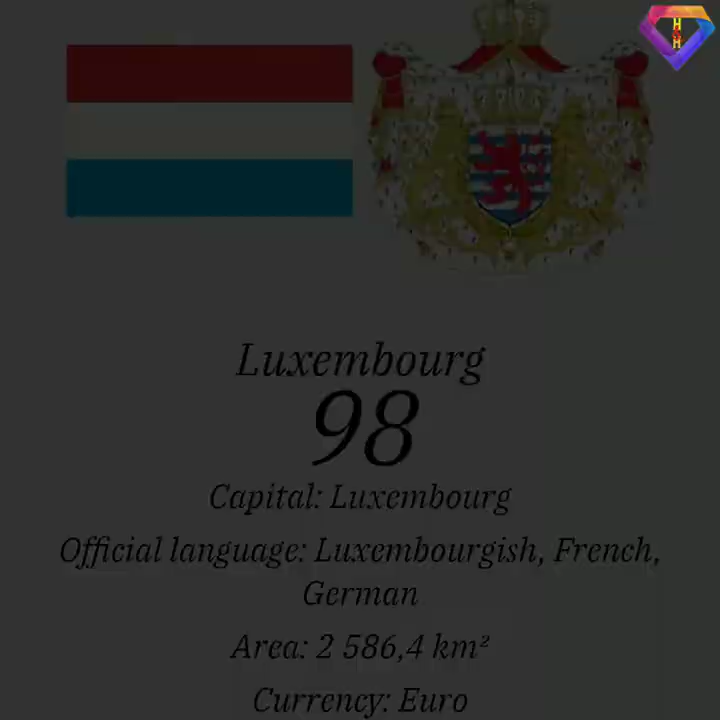 H
S
H
Luxembourg
98
Capital: Luxembourg
Official language: Luxembourgish, French,
German
Area: 2 586,4 km²
Currency: Euro